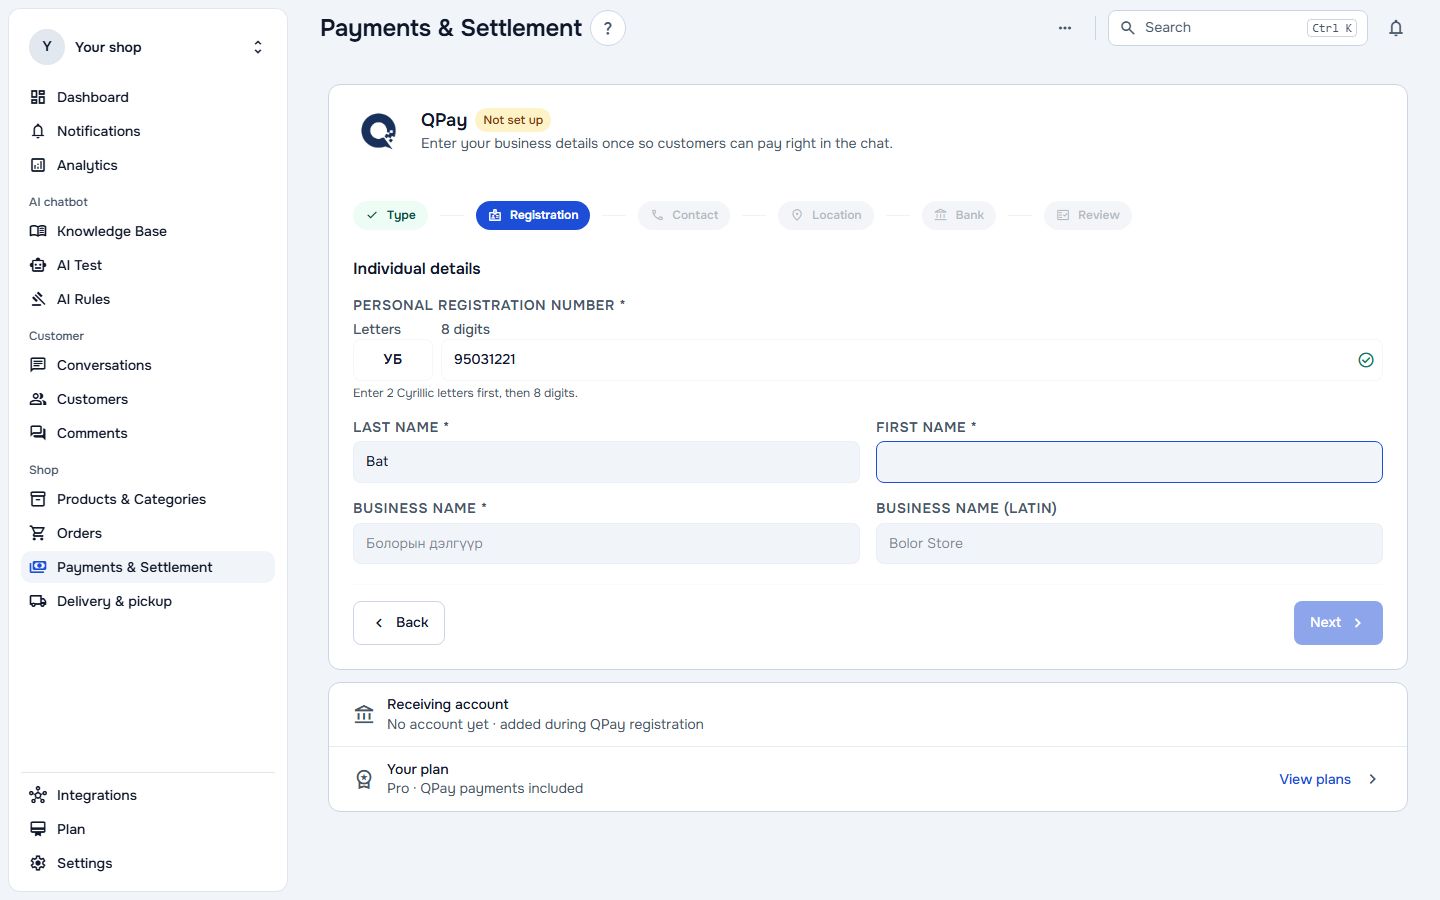 Y
Your shop
Dashboard
Notifications
Analytics
AI chatbot
Knowledge Base
AI Test
AI Rules
Customer
Conversations
Customers
Comments
Shop
Products & Categories
Orders
Payments & Settlement
Delivery & pickup
Integrations
Plan
Settings
Payments & Settlement ?
Search Ctrl K
QPay Not set up
Enter your business details once so customers can pay right in the chat.
Type Registration Contact Location Bank Review
Individual details
PERSONAL REGISTRATION NUMBER *
Letters 8 digits
УБ 95031221
Enter 2 Cyrillic letters first, then 8 digits.
LAST NAME * FIRST NAME *
Bat
BUSINESS NAME * BUSINESS NAME (LATIN)
Болорын дэлгүүр Bolor Store
Back Next
Receiving account
No account yet · added during QPay registration
Your plan
Pro · QPay payments included
View plans